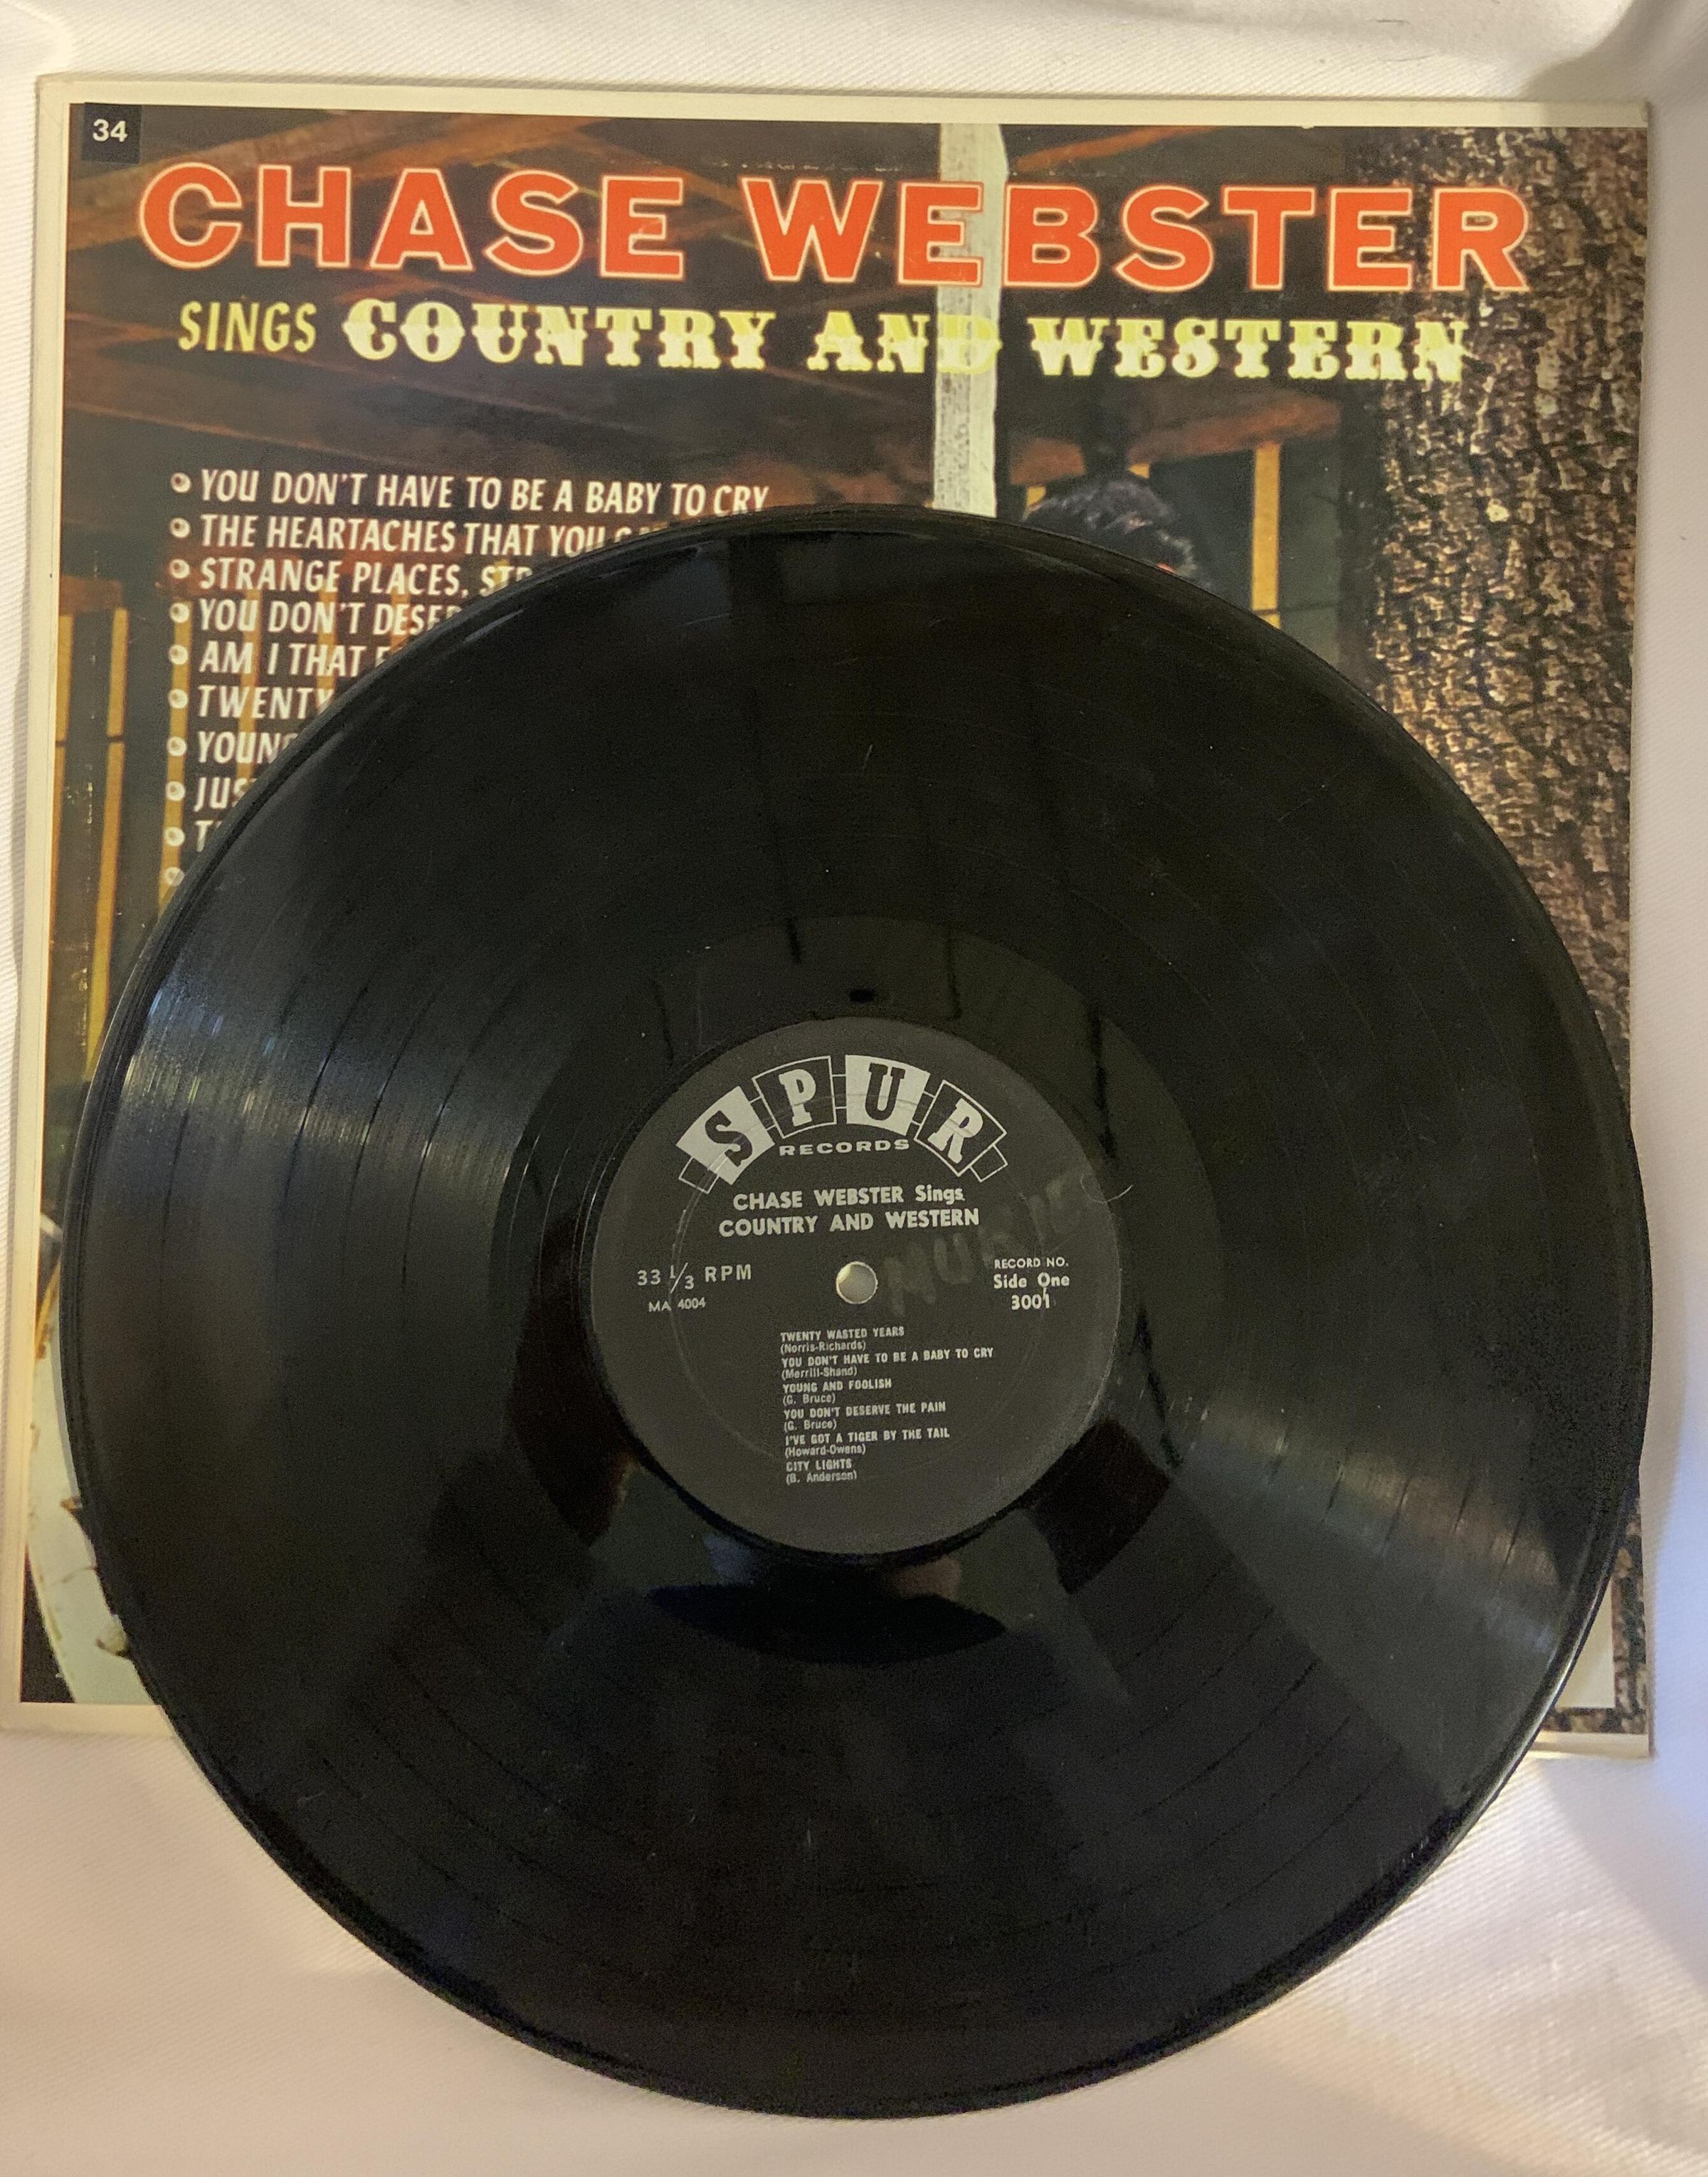 34
CHASE WEBSTER
SINGS COUNTRY AND WESTERN
YOU DON'T HAVE TO BE A BABY TO CRY
THE HEARTACHES THAT YOU
STRANGE PLACES,
YOU DON'T
AM I THAT
TWENTY
SPUR
RECORDS
CHASE WEBSTER Sings
COUNTRY AND WESTERN
33 1/3 RPM
MA 4004
RECORD NO.
Side One
3001
MUSIC
TWENTY WASTED YEARS
(Norris-Richards)
YOU DON'T HAVE TO BE A BABY TO CRY
(Merrill-Shand)
YOUNG AND FOOLISH
(G. Bruce)
YOU DON'T DESERVE THE PAIN
(G. Bruce)
I'VE GOT A TIGER BY THE TAIL
(Howard-Owens)
CITY LIGHTS
(B. Anderson)